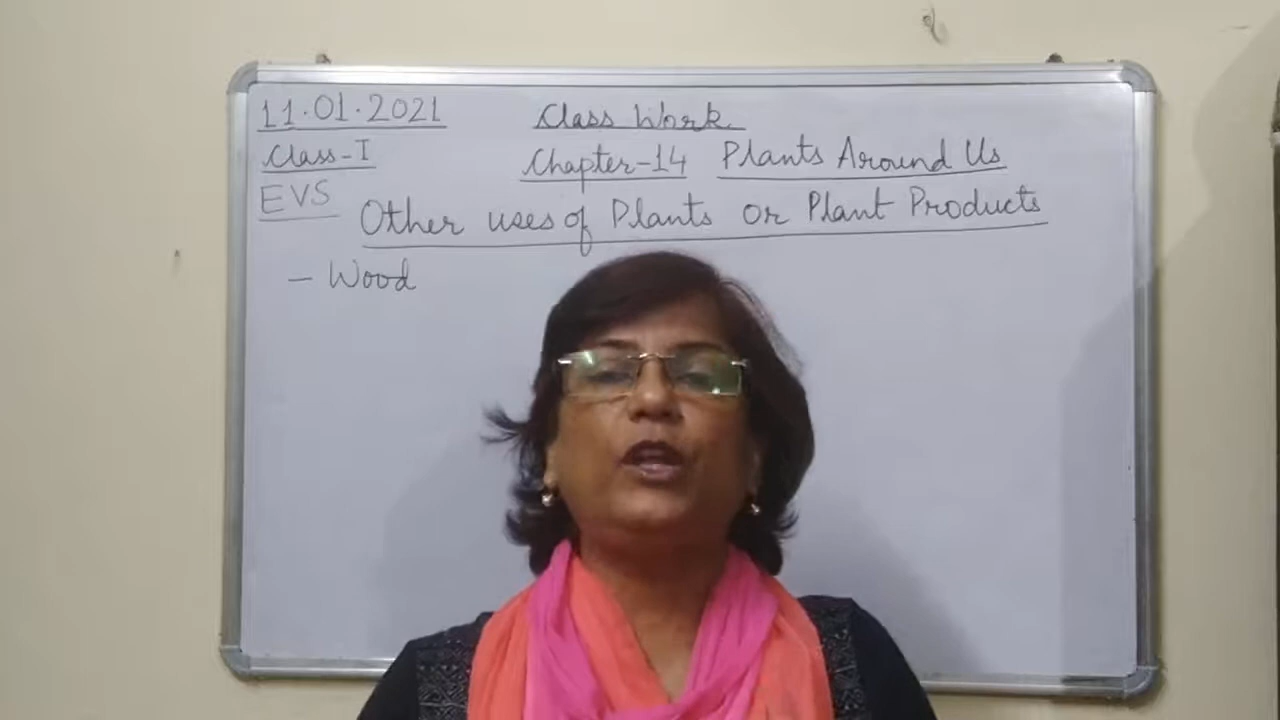 11.01.2021 Class Work
Class-I Chapter-14 Plants Around Us
EVS
Other uses of Plants or Plant Products
- Wood